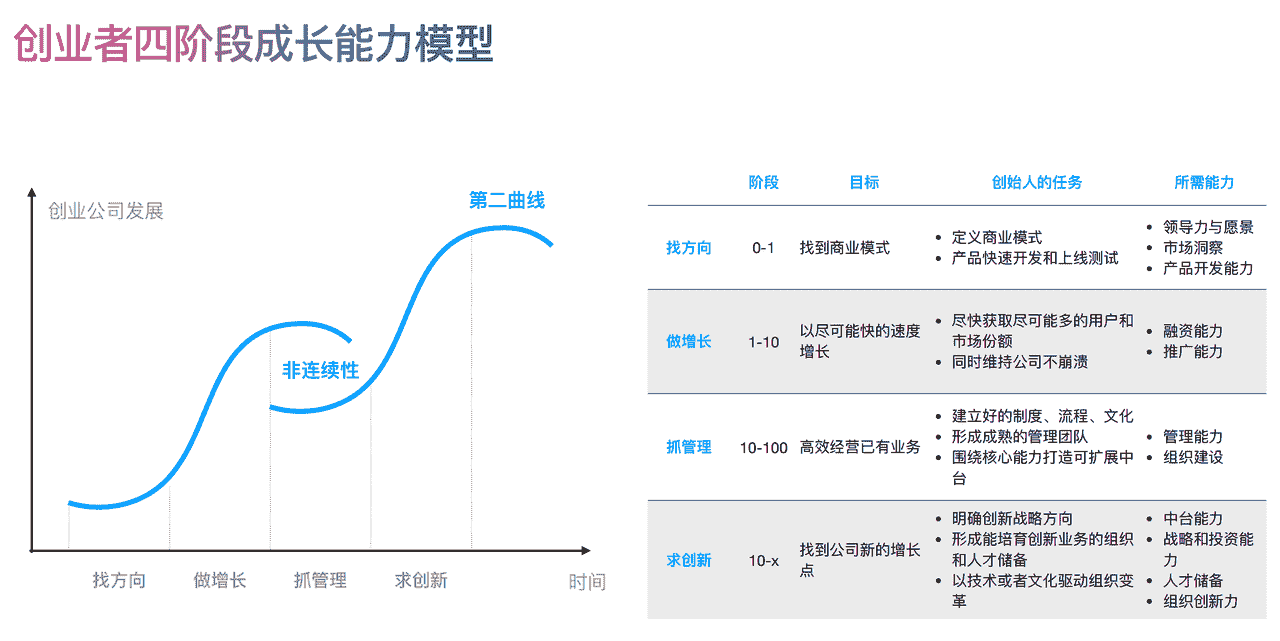 创业者四阶段成长能力模型
创业公司发展
第二曲线
非连续性
找方向 做增长 抓管理 求创新 时间
阶段 目标 创始人的任务 所需能力
找方向 0-1 找到商业模式
• 定义商业模式
• 产品快速开发和上线测试
• 领导力与愿景
• 市场洞察
• 产品开发能力
做增长 1-10 以尽可能快的速度
增长
• 尽快获取尽可能多的用户和
市场份额
• 同时维持公司不崩溃
• 融资能力
• 推广能力
抓管理 10-100 高效经营已有业务
• 建立好的制度、流程、文化
• 形成成熟的管理团队
• 围绕核心能力打造可扩展中
台
• 管理能力
• 组织建设
求创新 10-x 找到公司新的增长
点
• 明确创新战略方向
• 形成能培育创新业务的组织
和人才储备
• 以技术或者文化驱动组织变
革
• 中台能力
• 战略和投资能
力
• 人才储备
• 组织创新力